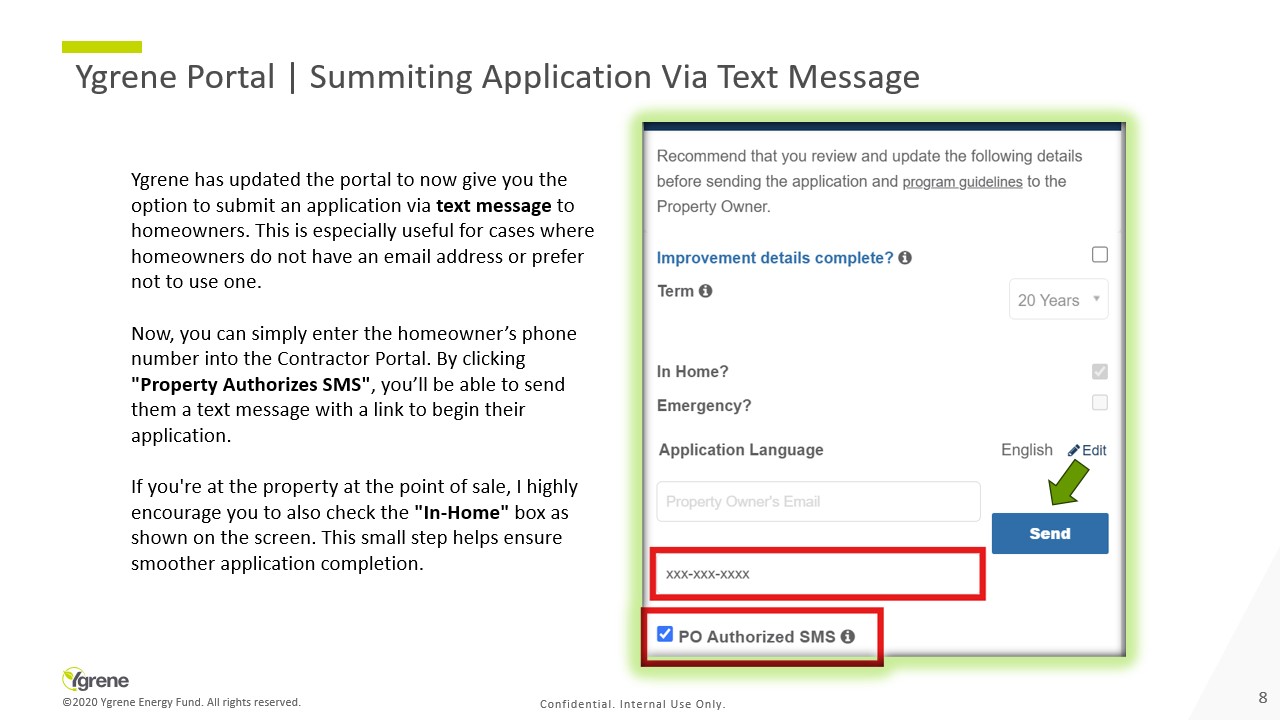 Ygrene Portal | Summiting Application Via Text Message
Ygrene has updated the portal to now give you the
option to submit an application via text message to
homeowners. This is especially useful for cases where
homeowners do not have an email address or prefer
not to use one.
Now, you can simply enter the homeowner’s phone
number into the Contractor Portal. By clicking
"Property Authorizes SMS", you’ll be able to send
them a text message with a link to begin their
application.
If you're at the property at the point of sale, I highly
encourage you to also check the "In-Home" box as
shown on the screen. This small step helps ensure
smoother application completion.
Recommend that you review and update the following details
before sending the application and program guidelines to the
Property Owner.
Improvement details complete?
Term
20 Years
In Home?
Emergency?
Application Language
English Edit
Property Owner's Email
Send
xxx-xxx-xxxx
PO Authorized SMS
Ygrene
©2020 Ygrene Energy Fund. All rights reserved.
Confidential. Internal Use Only.
8